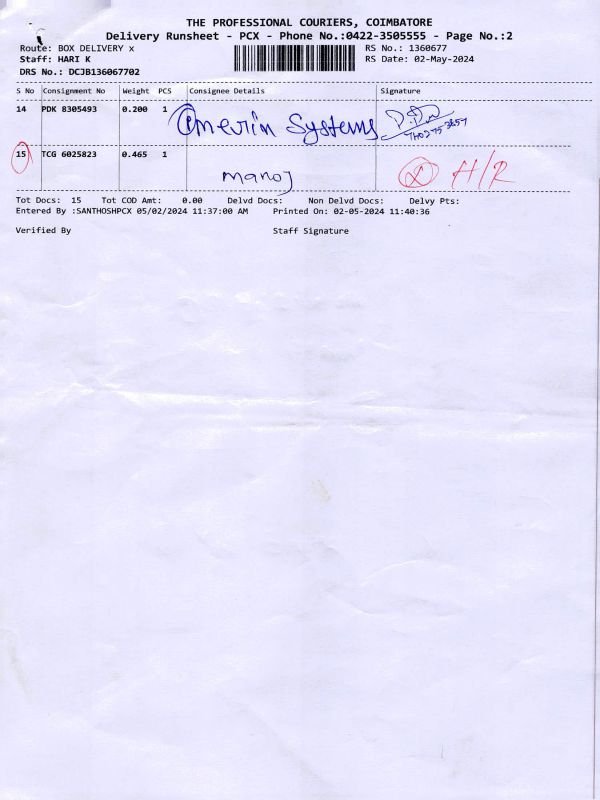 THE PROFESSIONAL COURIERS, COIMBATORE
Delivery Runsheet - PCX - Phone No.:0422-3505555 - Page No.:2
Route: BOX DELIVERY x RS No.: 1360677
Staff: HARI K RS Date: 02-May-2024
DRS No.: DCJB136067702
S No Consignment No Weight PCS Consignee Details Signature
14 PDK 8305493 0.200 1 Systems
15 TCG 6025823 0.465 1 H/R
manoj
Tot Docs: 15 Tot COD Amt: 0.00 Delvd Docs: Non Delvd Docs: Delvy Pts:
Entered By :SANTHOSHPCX 05/02/2024 11:37:00 AM Printed On: 02-05-2024 11:40:36
Verified By Staff Signature